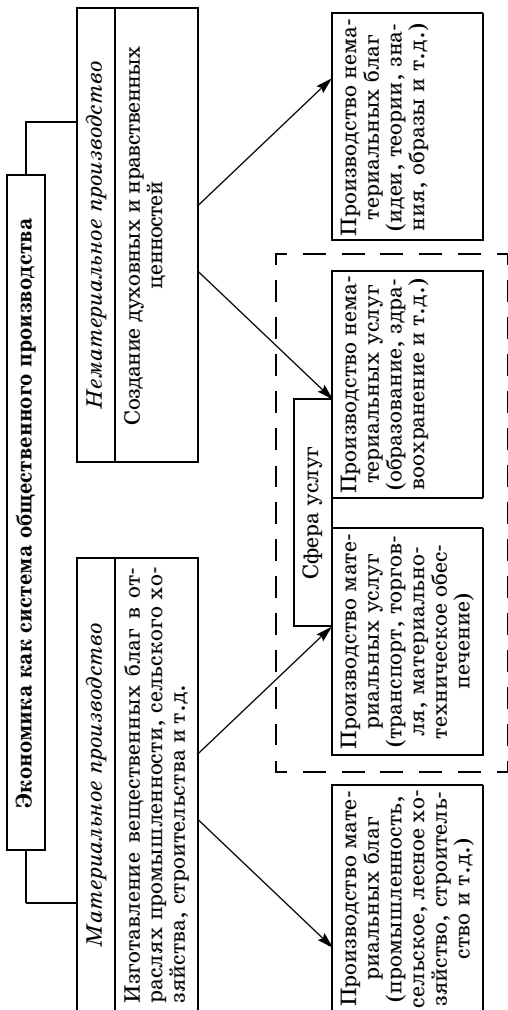 Экономика как система общественного производства
Материальное производство
Изготавление вещественных благ в от-
раслях промышленности, сельского хо-
зяйства, строительства и т.д.
Нематериальное производство
Создание духовных и нравственных
ценностей
Сфера услуг
Производство мате-
риальных благ
(промышленность,
сельское, лесное хо-
зяйство, строитель-
ство и т.д.)
Производство мате-
риальных услуг
(транспорт, торгов-
ля, материально-
техническое обес-
печение)
Производство нема-
териальных услуг
(образование, здра-
воохранение и т.д.)
Производство нема-
териальных благ
(идеи, теории, зна-
ния, образы и т.д.)